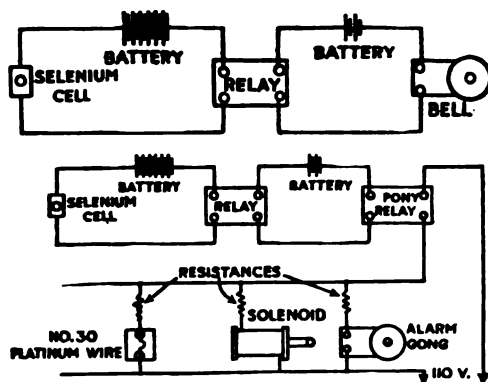 BATTERY
BATTERY
SELENIUM
CELL
RELAY
BELL
BATTERY
BATTERY
SELENIUM
CELL
RELAY
PONY
RELAY
RESISTANCES
SOLENOID
NO. 30
PLATINUM WIRE
ALARM
GONG
110 V.